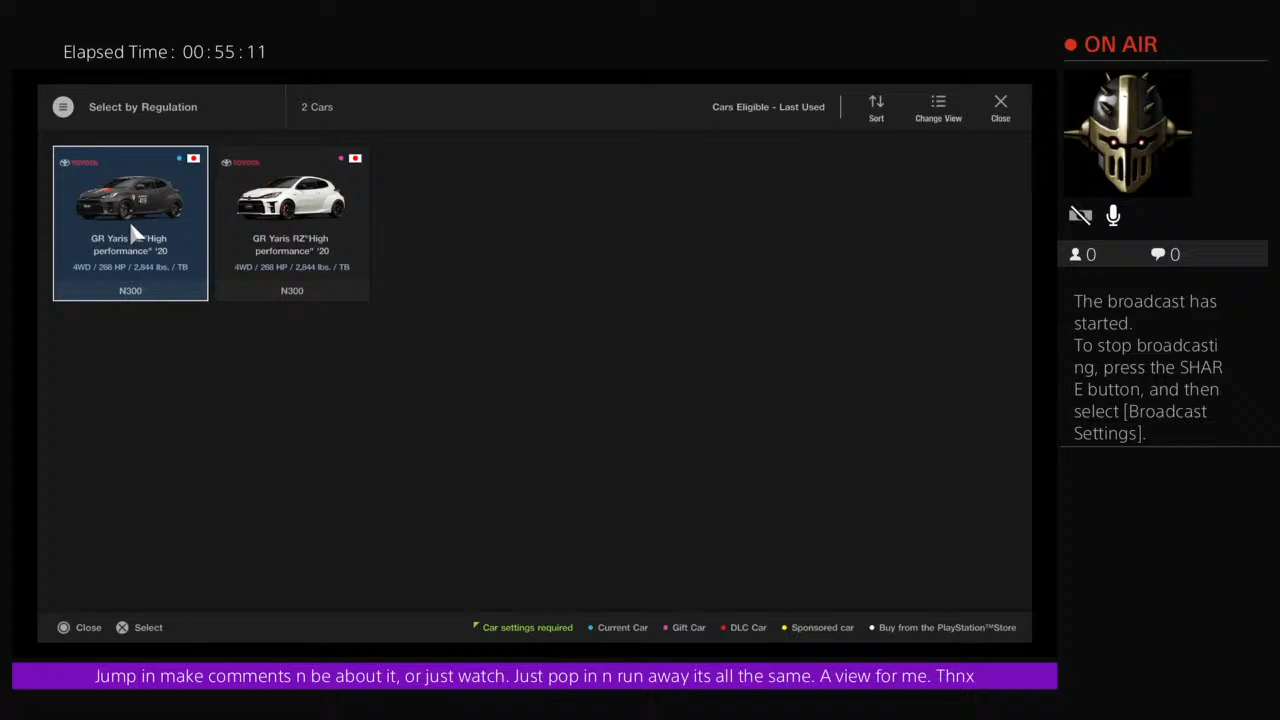 Elapsed Time: 00:55:11
ON AIR
Select by Regulation
2 Cars
Cars Eligible - Last Used
Sort
Change View
Close
TOYOTA
TOYOTA
GR Yaris "High
performance" '20
4WD / 268 HP / 2,844 lbs. / TB
N300
GR Yaris RZ"High
performance" '20
4WD / 268 HP / 2,844 lbs. / TB
N300
0
0
The broadcast has
started.
To stop broadcasti
ng, press the SHAR
E button, and then
select [Broadcast
Settings].
Close
Select
Car settings required
Current Car
Gift Car
DLC Car
Sponsored car
Buy from the PlayStation™Store
Jump in make comments n be about it, or just watch. Just pop in n run away its all the same. A view for me. Thnx